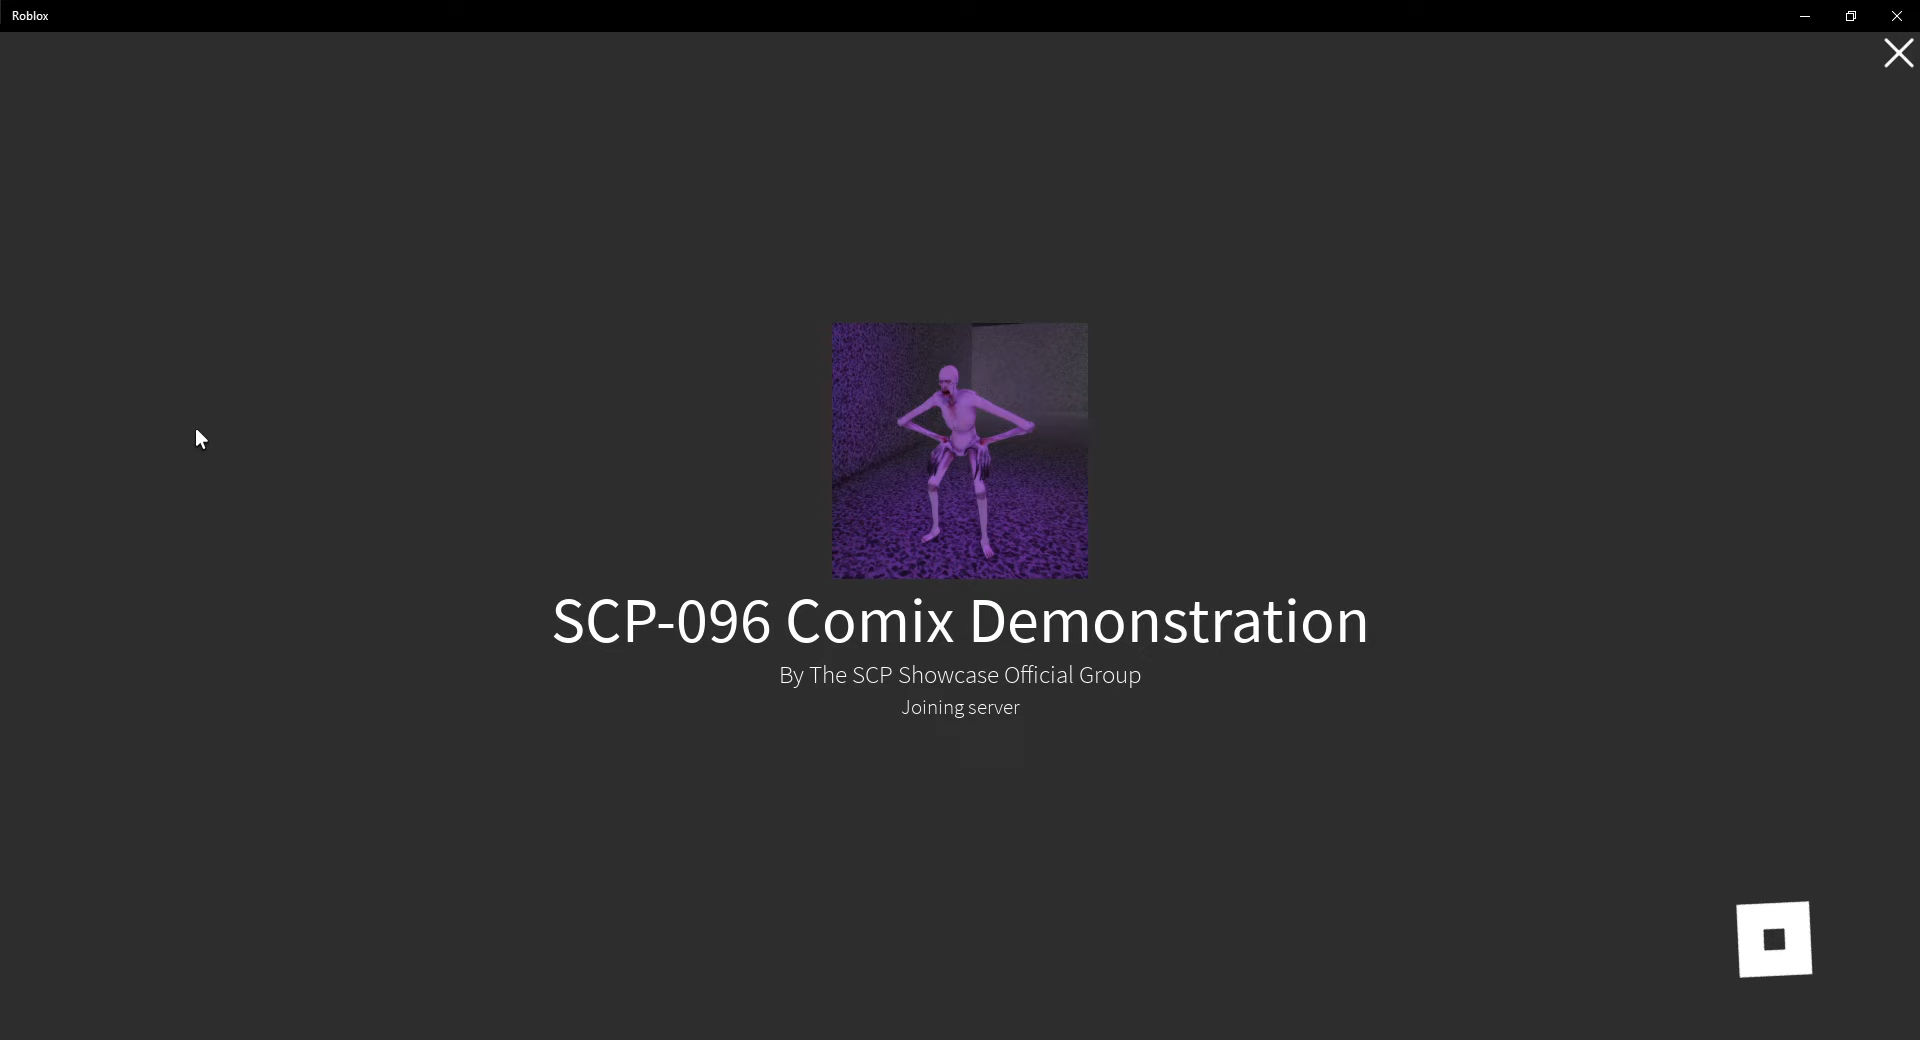 Roblox
SCP-096 Comix Demonstration
By The SCP Showcase Official Group
Joining server